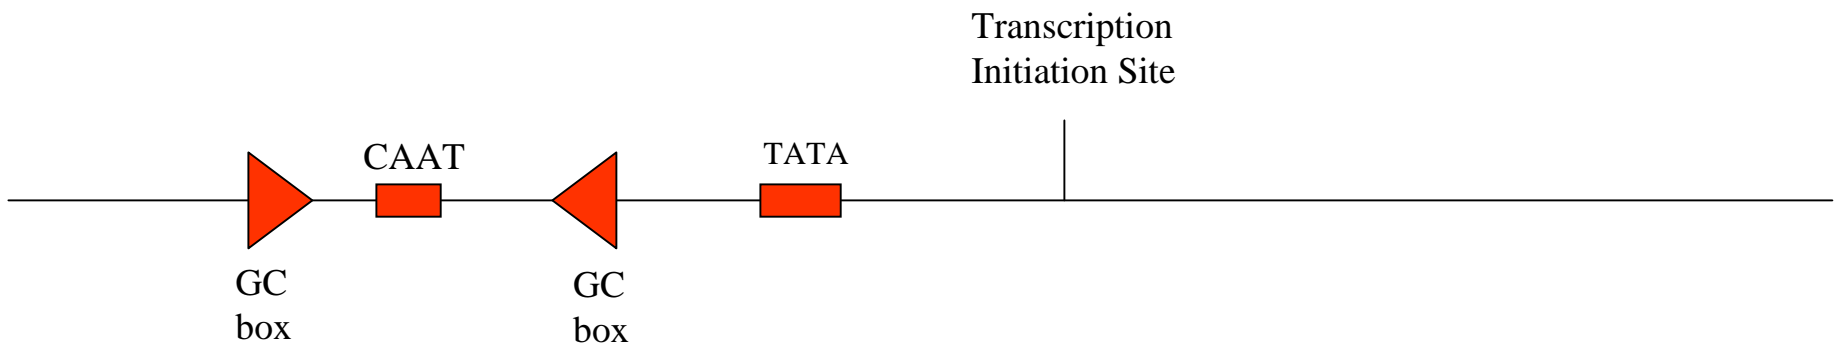 Transcription
Initiation Site
CAAT
TATA
GC
box
GC
box